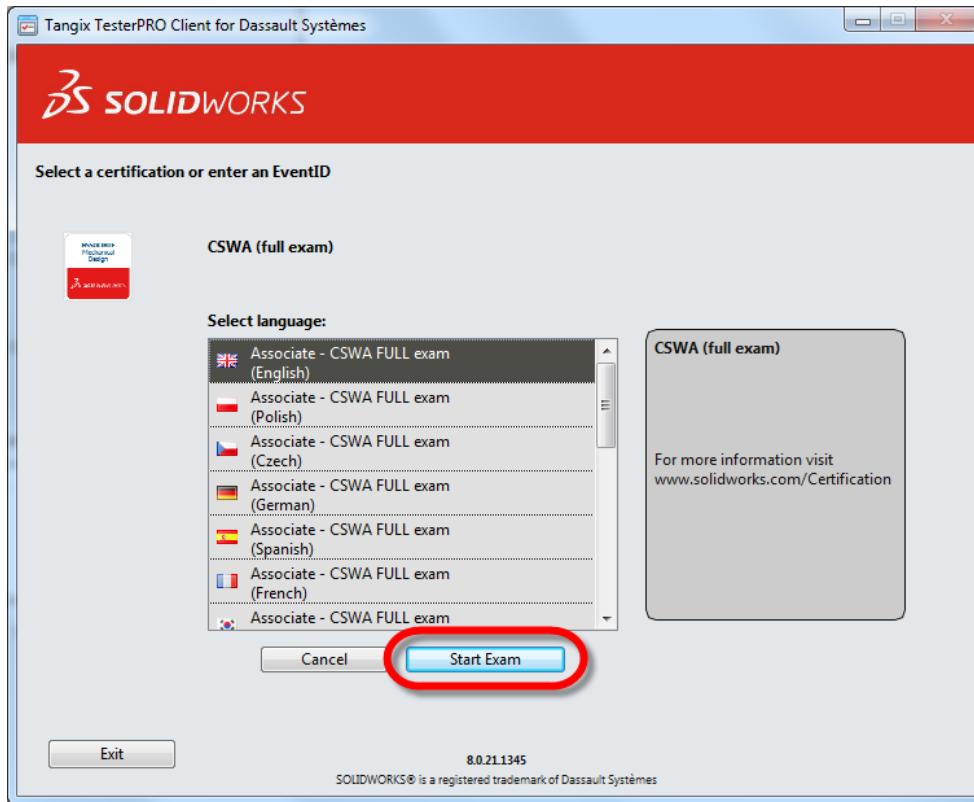 Tangix TesterPRO Client for Dassault Systèmes
SOLIDWORKS
Select a certification or enter an EventID
Mechanical
Design
CSWA (full exam)
Select language:
Associate - CSWA FULL exam
(English)
Associate - CSWA FULL exam
(Polish)
Associate - CSWA FULL exam
(Czech)
Associate - CSWA FULL exam
(German)
Associate - CSWA FULL exam
(Spanish)
Associate - CSWA FULL exam
(French)
Associate - CSWA FULL exam
CSWA (full exam)
For more information visit
www.solidworks.com/Certification
Cancel
Start Exam
Exit
8.0.21.1345
SOLIDWORKS® is a registered trademark of Dassault Systèmes